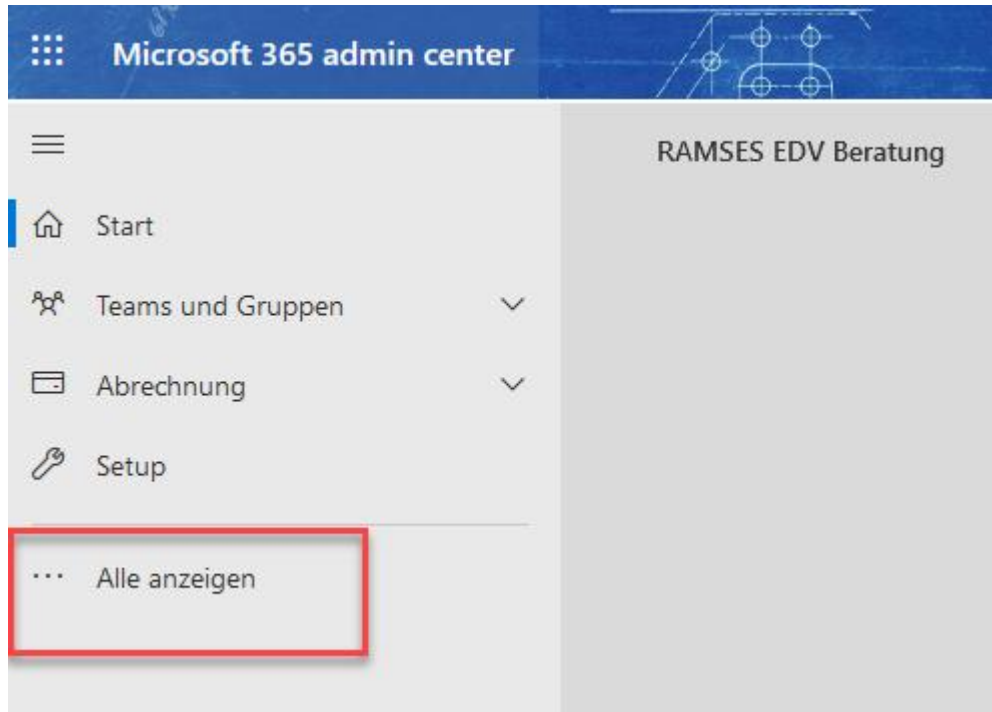 Microsoft 365 admin center
RAMSES EDV Beratung
Start
Teams und Gruppen
Abrechnung
Setup
Alle anzeigen